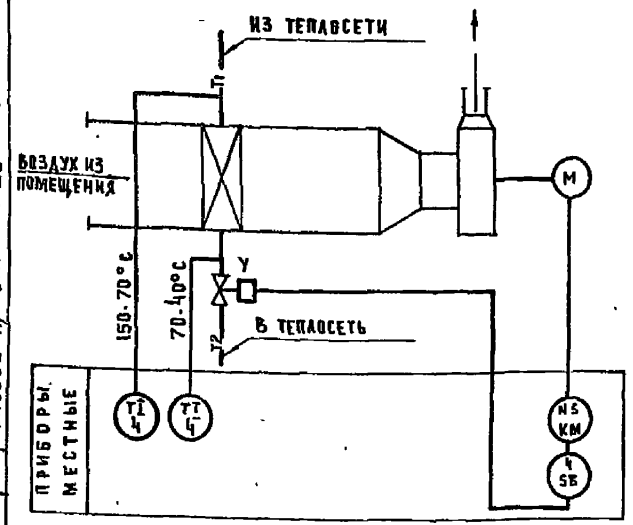 ИЗ ТЕПЛОСЕТИ
Т1
ВОЗДУХ ИЗ
ПОМЕЩЕНИЯ
М
150-70°С
70-40°С
У
Т2
В ТЕПЛОСЕТЬ
ПРИБОРЫ.
МЕСТНЫЕ
TI
4
4
NS
KM
4
SB